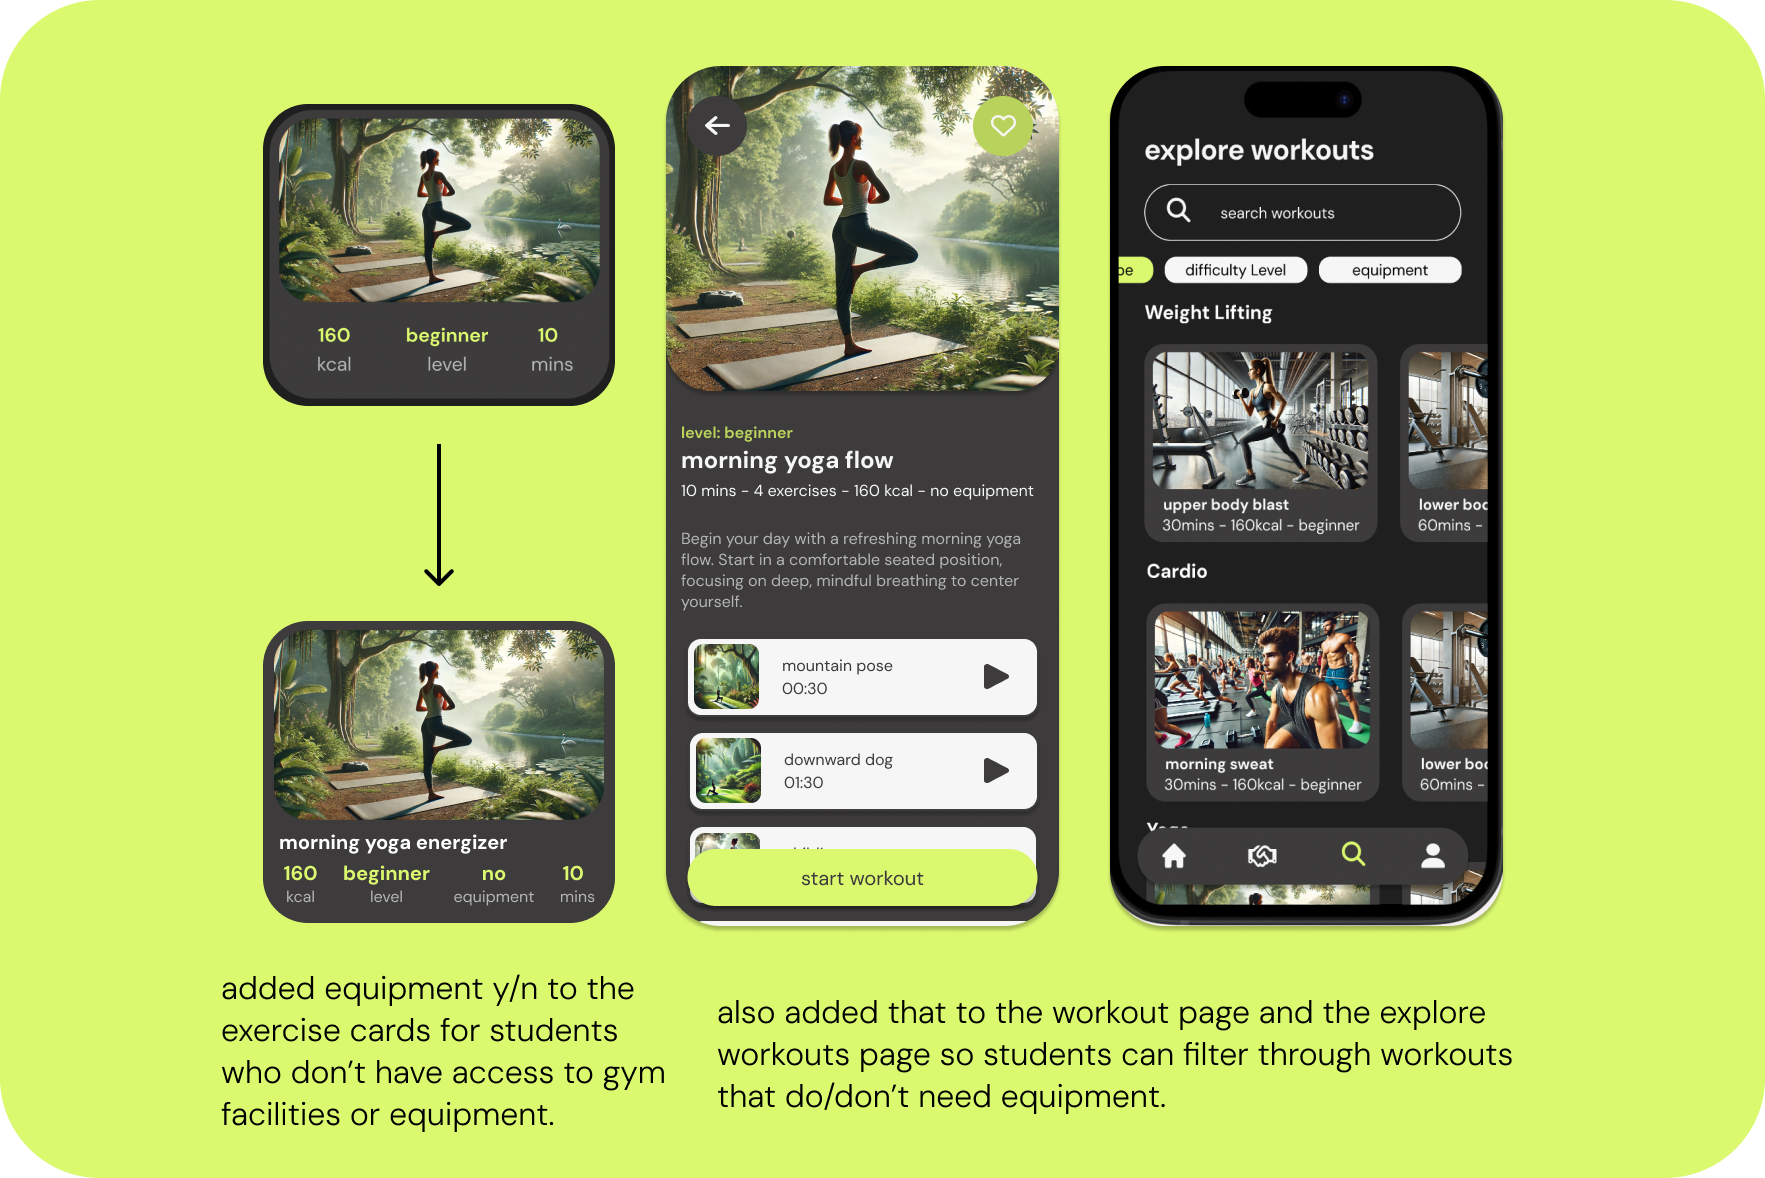 160 beginner 10
kcal level mins
morning yoga energizer
160 beginner no 10
kcal level equipment mins
added equipment y/n to the
exercise cards for students
who don’t have access to gym
facilities or equipment.
level: beginner
morning yoga flow
10 mins - 4 exercises - 160 kcal - no equipment
Begin your day with a refreshing morning yoga
flow. Start in a comfortable seated position,
focusing on deep, mindful breathing to center
yourself.
mountain pose
00:30
downward dog
01:30
start workout
explore workouts
search workouts
difficulty Level equipment
Weight Lifting
upper body blast
30mins - 160kcal - beginner
lower
60mins -
Cardio
morning sweat
30mins - 160kcal - beginner
lower
60mins -
also added that to the workout page and the explore
workouts page so students can filter through workouts
that do/don’t need equipment.